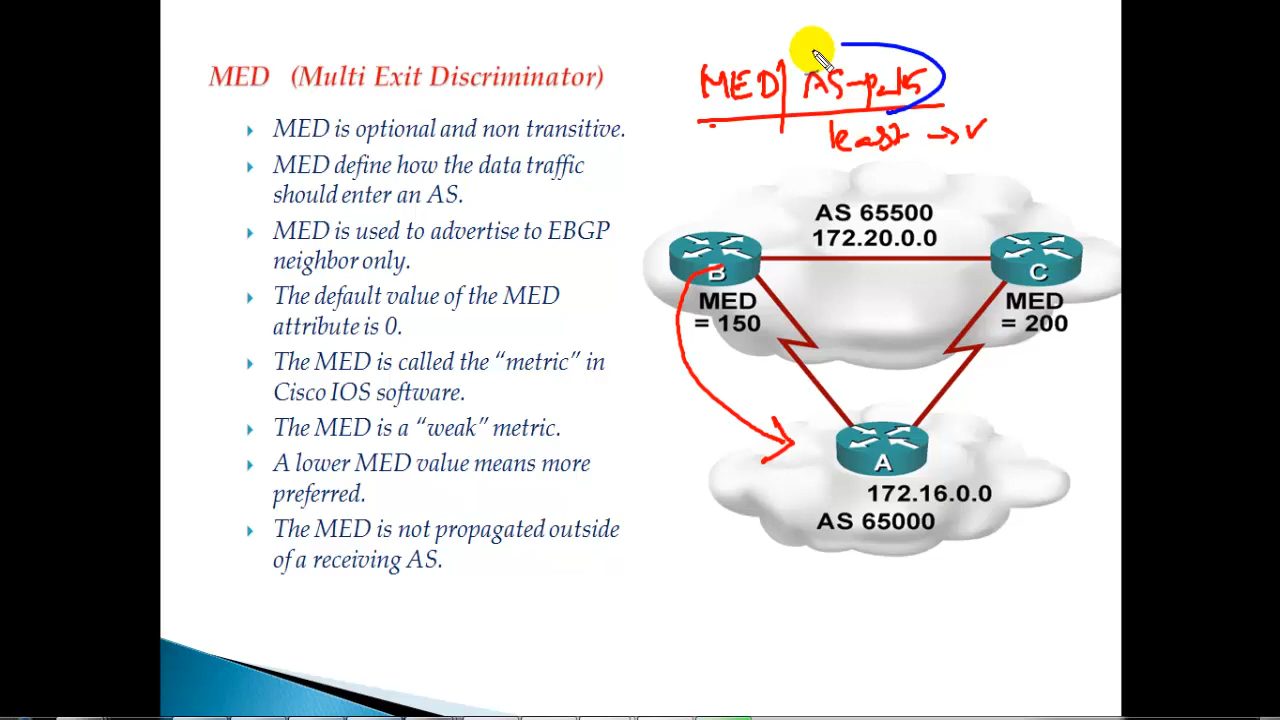 MED (Multi Exit Discriminator)
MED is optional and non transitive.
MED define how the data traffic
should enter an AS.
MED is used to advertise to EBGP
neighbor only.
The default value of the MED
attribute is 0.
The MED is called the “metric” in
Cisco IOS software.
The MED is a “weak” metric.
A lower MED value means more
preferred.
The MED is not propagated outside
of a receiving AS.
MED AS-path
least →
AS 65500
172.20.0.0
B
C
MED
= 150
MED
= 200
A
172.16.0.0
AS 65000